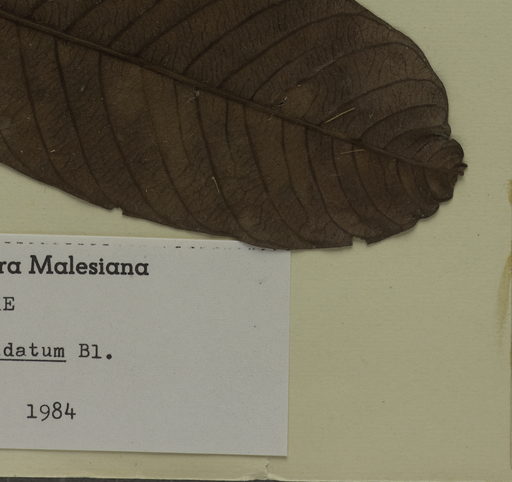 ra Malesiana
E
datum Bl.
1984